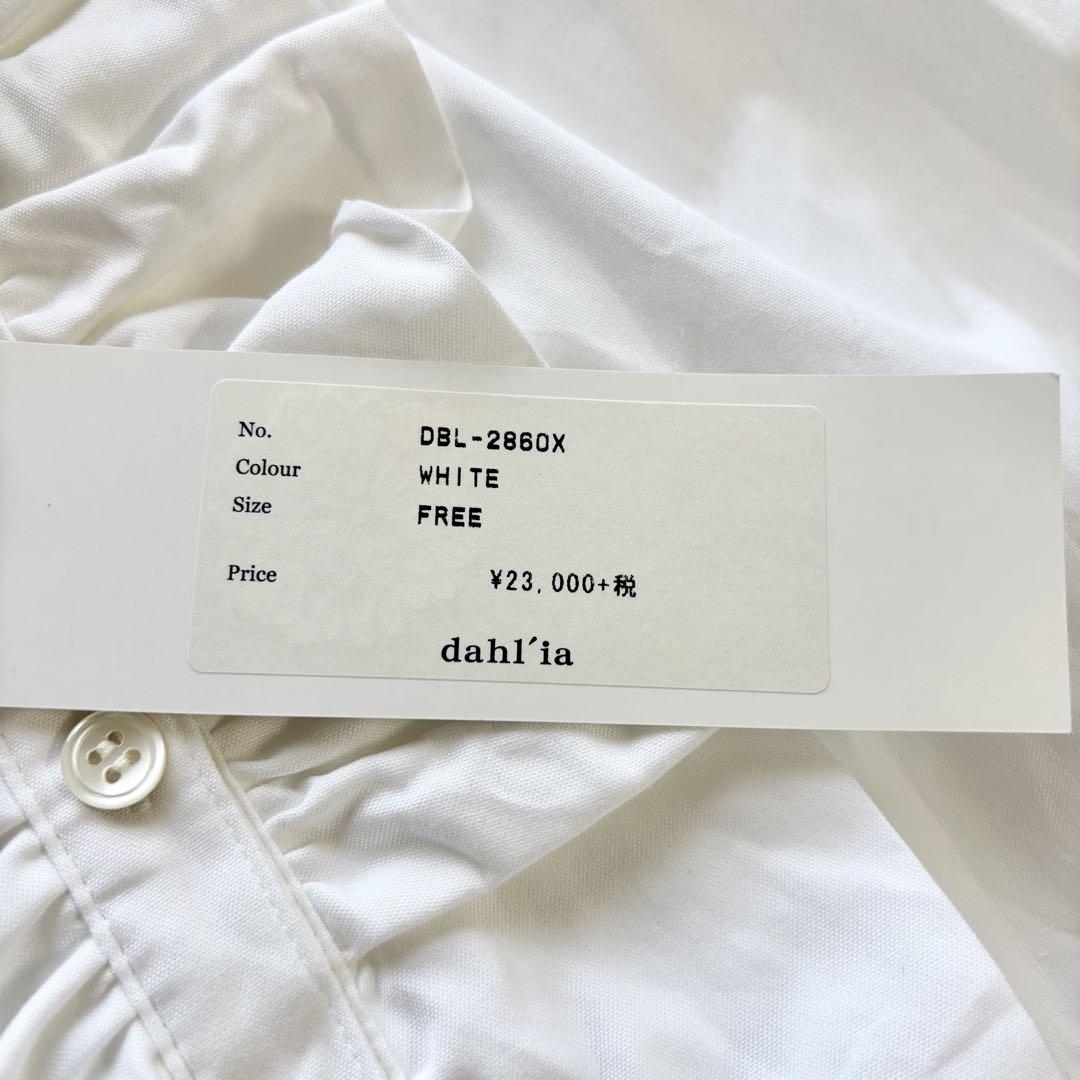 No. DBL-2860X
Colour WHITE
Size FREE
Price ¥23,000+税
dahl´ia